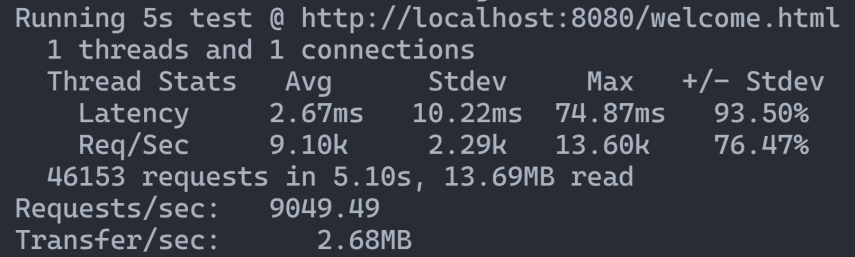 Running 5s test @ http://localhost:8080/welcome.html
  1 threads and 1 connections
  Thread Stats   Avg      Stdev     Max   +/- Stdev
    Latency     2.67ms   10.22ms  74.87ms   93.50%
    Req/Sec     9.10k     2.29k   13.60k    76.47%
  46153 requests in 5.10s, 13.69MB read
Requests/sec:   9049.49
Transfer/sec:      2.68MB